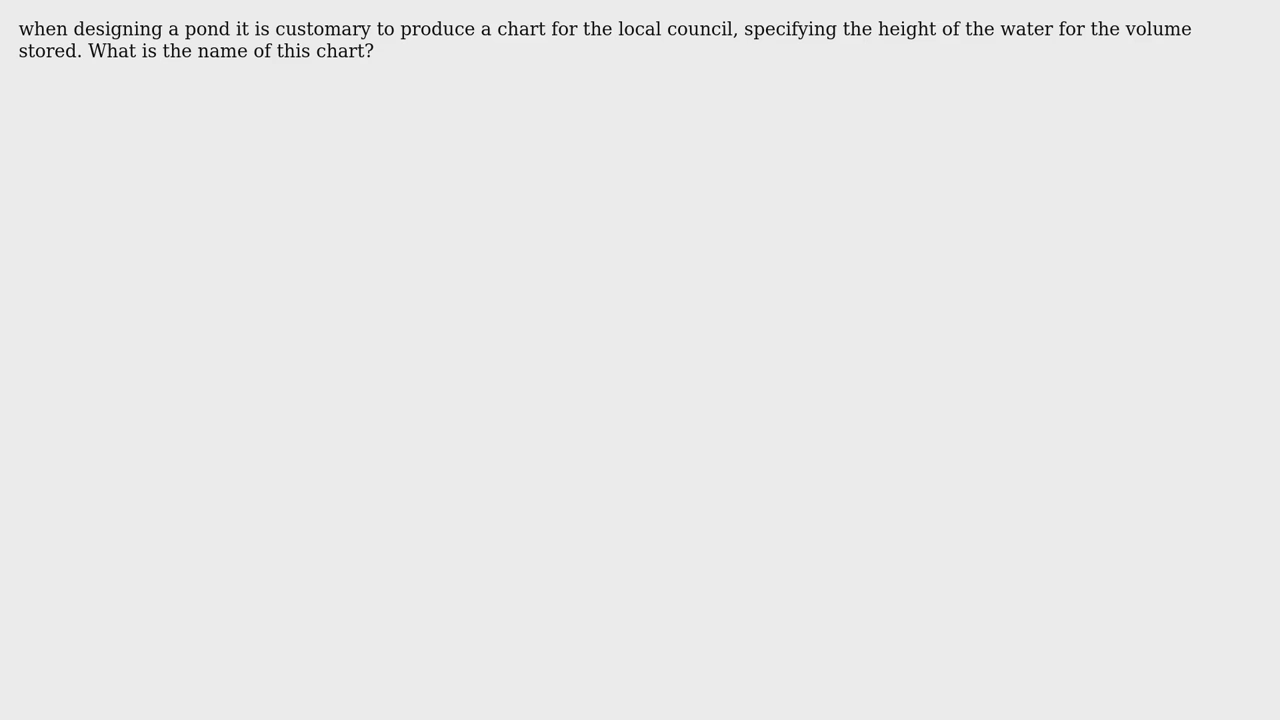 when designing a pond it is customary to produce a chart for the local council, specifying the height of the water for the volume
stored. What is the name of this chart?